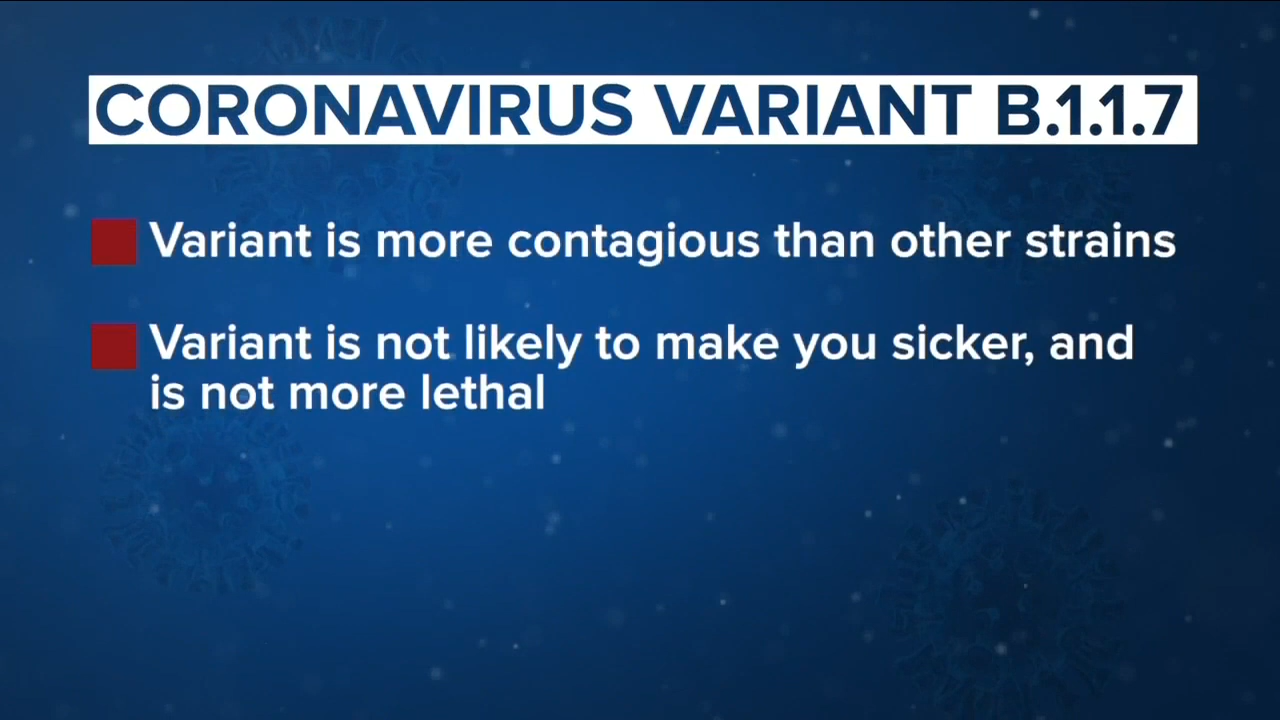 CORONAVIRUS VARIANT B.1.1.7
Variant is more contagious than other strains
Variant is not likely to make you sicker, and
is not more lethal